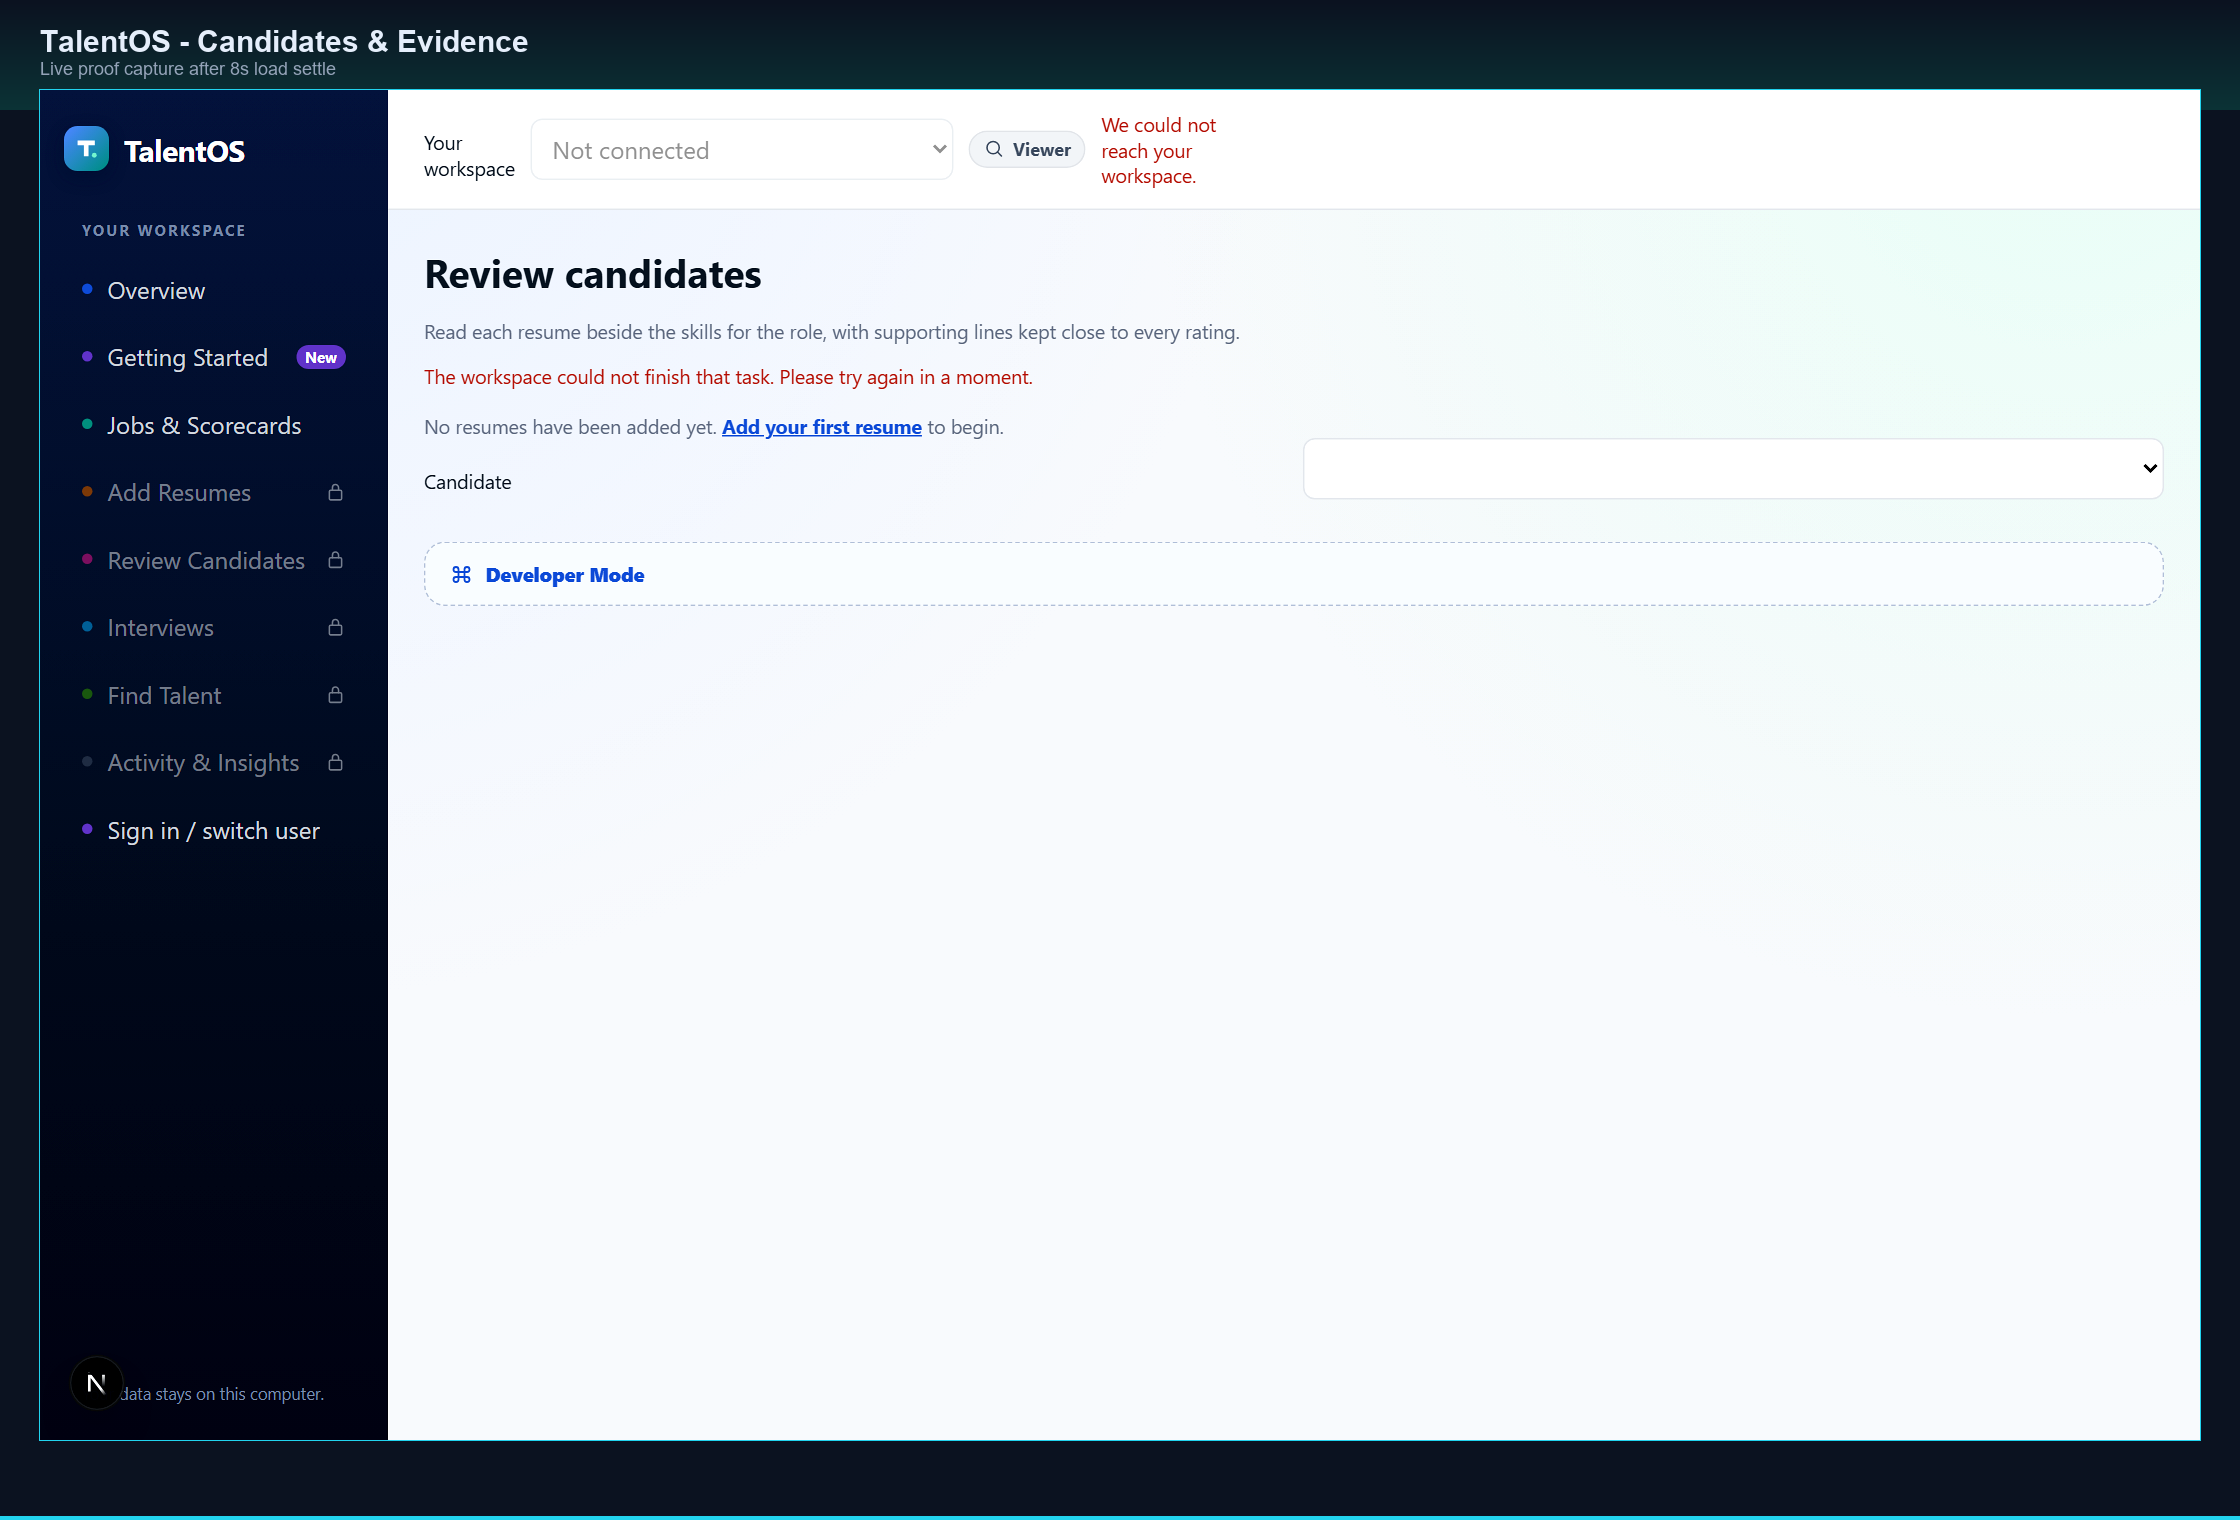 TalentOS - Candidates & Evidence
Live proof capture after 8s load settle
T.
TalentOS
YOUR WORKSPACE
Overview
Getting Started New
Jobs & Scorecards
Add Resumes
Review Candidates
Interviews
Find Talent
Activity & Insights
Sign in / switch user
N
data stays on this computer.
Your
workspace
Not connected
Viewer
We could not
reach your
workspace.
Review candidates
Read each resume beside the skills for the role, with supporting lines kept close to every rating.
The workspace could not finish that task. Please try again in a moment.
No resumes have been added yet. Add your first resume to begin.
Candidate
⌘ Developer Mode